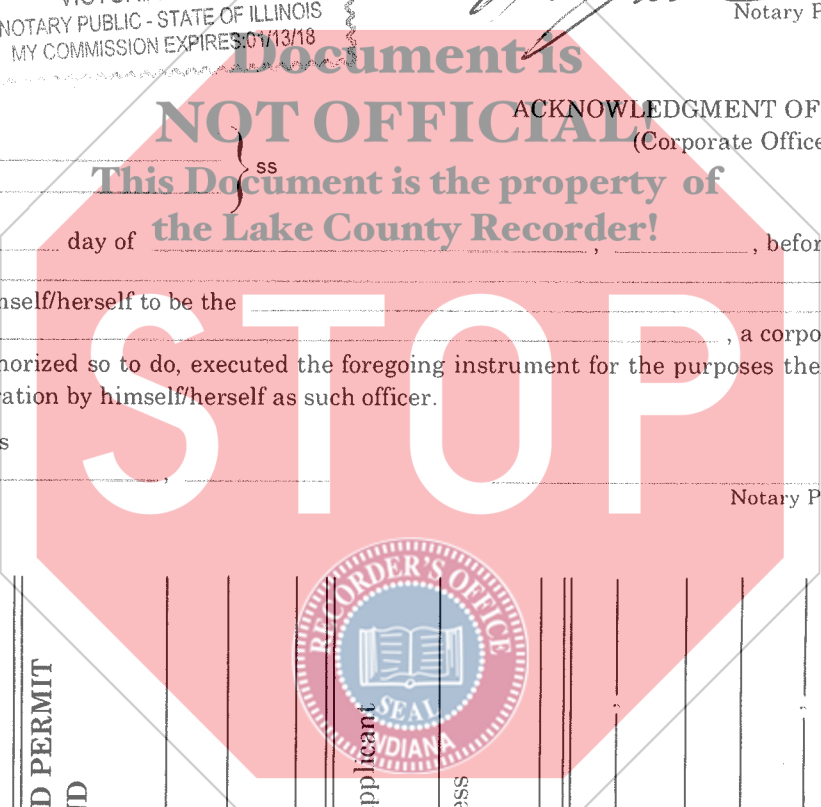 NOTARY PUBLIC - STATE OF ILLINOIS
MY COMMISSION EXPIRES:01/13/18
Notary P
Document is
NOT OFFICIAL!
This Document is the property of
the Lake County Recorder!
ACKNOWLEDGMENT OF
(Corporate Office
} ss
day of , , befor
nself/herself to be the
, a corpo
horized so to do, executed the foregoing instrument for the purposes the
ration by himself/herself as such officer.
s
,
Notary P
STOP
RECORDER'S OFFICE
SEAL
INDIANA
D PERMIT
ND
pplicant
ess